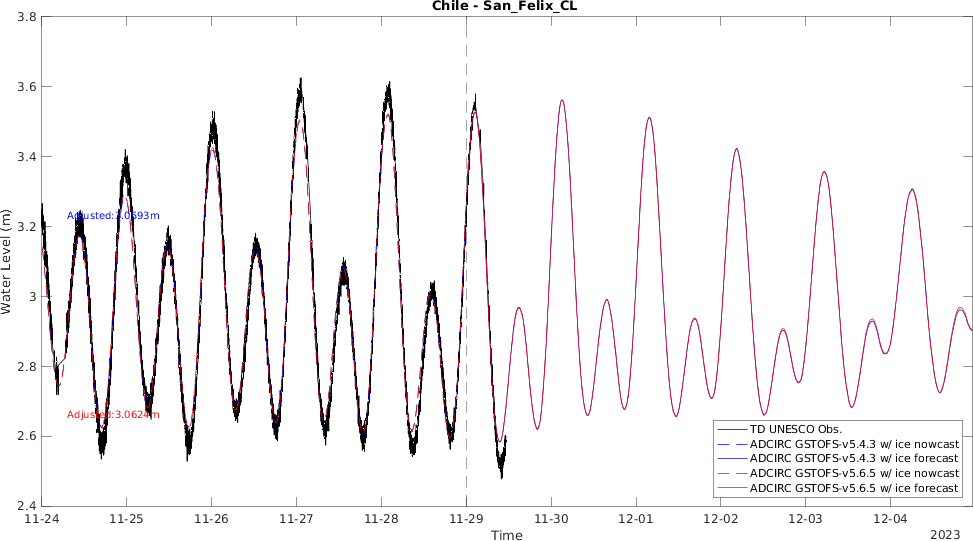 Chile - San_Felix_CL
3.8
3.6
3.4
3.2
3
2.8
2.6
2.4
Water Level (m)
Adjusted:3.0593m
Adjusted:3.0624m
TD UNESCO Obs.
ADCIRC GSTOFS-v5.4.3 w/ ice nowcast
ADCIRC GSTOFS-v5.4.3 w/ ice forecast
ADCIRC GSTOFS-v5.6.5 w/ ice nowcast
ADCIRC GSTOFS-v5.6.5 w/ ice forecast
11-24 11-25 11-26 11-27 11-28 11-29 11-30 12-01 12-02 12-03 12-04
Time
2023